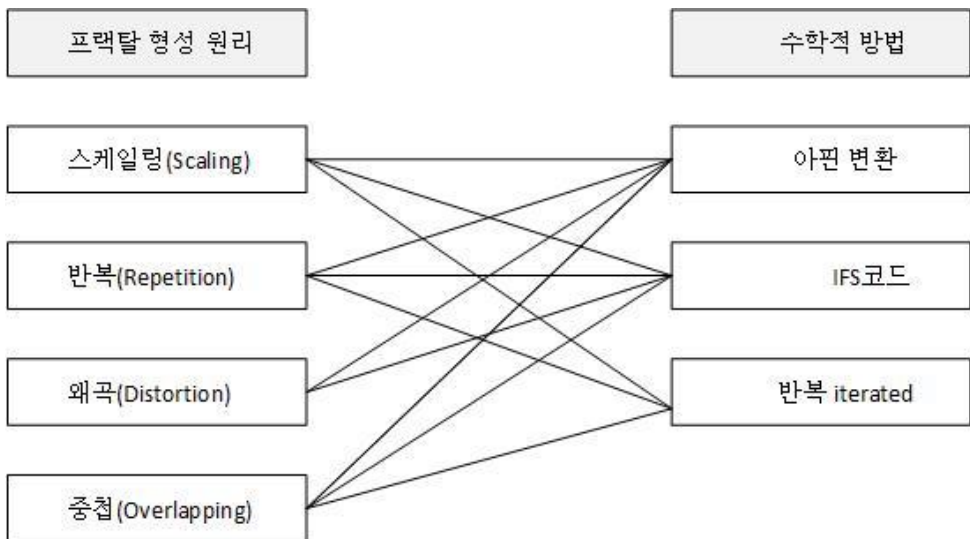 프랙탈 형성 원리
수학적 방법
스케일링(Scaling)
아핀 변환
반복(Repetition)
IFS코드
왜곡(Distortion)
반복 iterated
중첩(Overlapping)